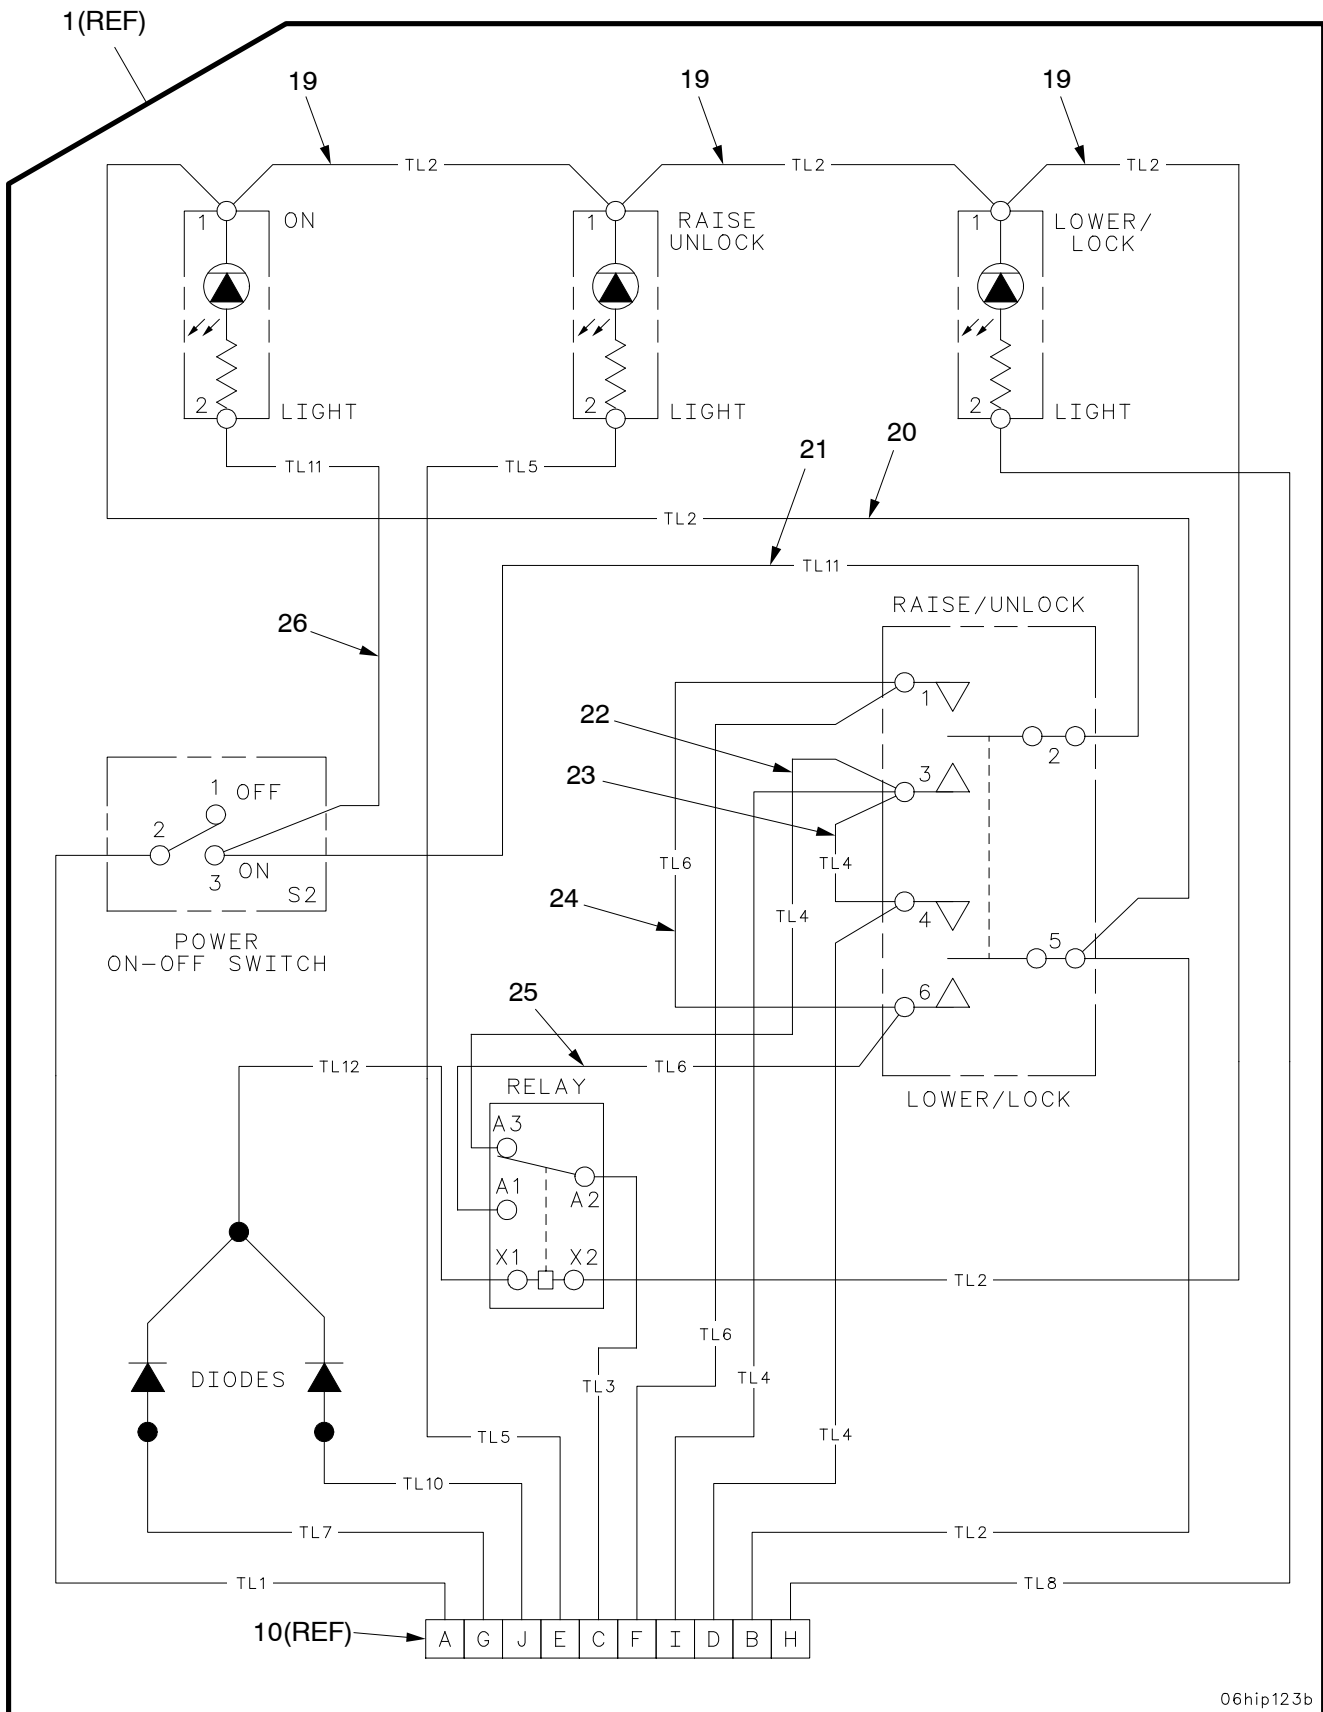 1(REF)
19
19
19
TL2
TL2
TL2
1
ON
1
RAISE
UNLOCK
1
LOWER/
LOCK
2
LIGHT
2
LIGHT
2
LIGHT
TL11
TL5
21
20
TL2
TL11
RAISE/UNLOCK
26
1
22
2
23
3
1
OFF
2
3
ON
S2
TL6
TL4
24
TL4
4
POWER
ON-OFF SWITCH
5
25
6
TL12
TL6
RELAY
LOWER/LOCK
A3
A1
A2
X1
X2
TL2
TL6
DIODES
TL3
TL4
TL5
TL4
TL10
TL7
TL2
TL1
TL8
10(REF)
A G J E C F I D B H
06hip123b